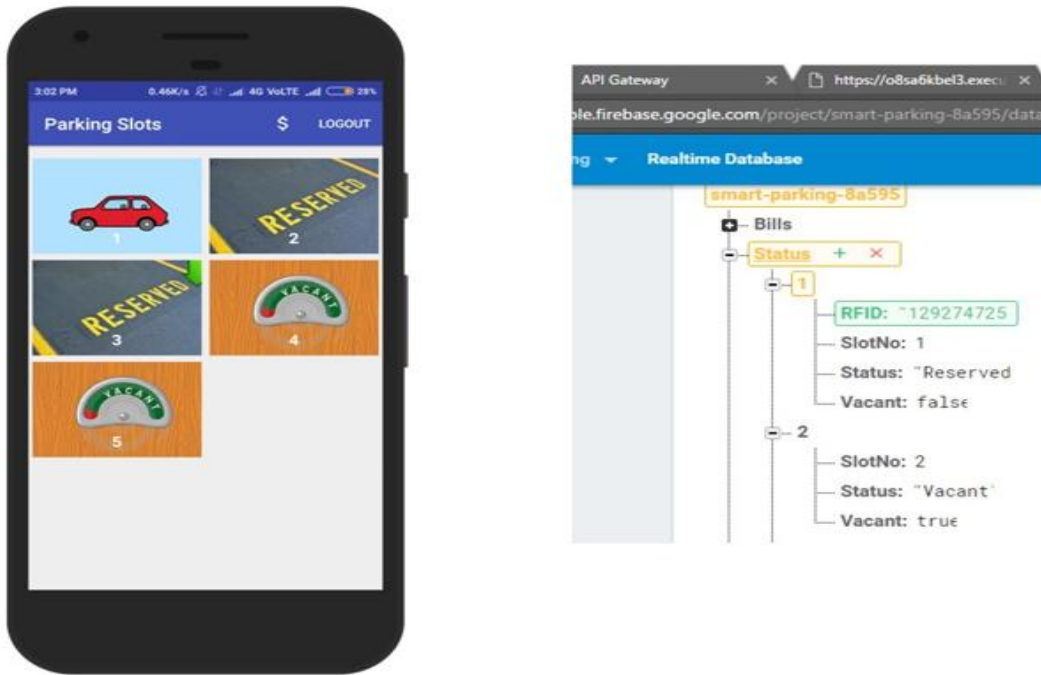 3:02 PM 0.46K/s 4G VoLTE 28%
Parking Slots $ LOGOUT
1
RESERVED
2
RESERVED
3
VACANT
4
VACANT
5
API Gateway × https://o8sa6kbel3.exec ×
ole.firebase.google.com/project/smart-parking-8a595/data
ng Realtime Database
smart-parking-8a595
Bills
Status + ×
1
RFID: "129274725
SlotNo: 1
Status: "Reserved
Vacant: false
2
SlotNo: 2
Status: "Vacant"
Vacant: true